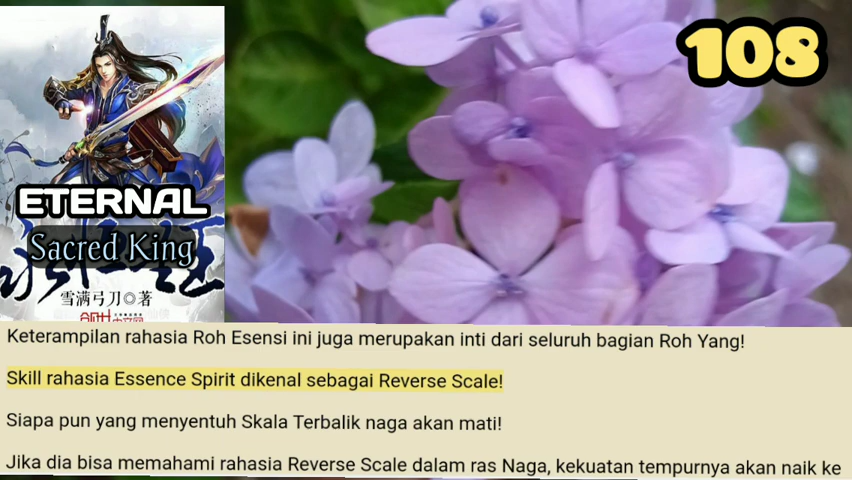 108
ETERNAL
Sacred King
雪满弓刀◎著
Keterampilan rahasia Roh Esensi ini juga merupakan inti dari seluruh bagian Roh Yang!
Skill rahasia Essence Spirit dikenal sebagai Reverse Scale!
Siapa pun yang menyentuh Skala Terbalik naga akan mati!
Jika dia bisa memahami rahasia Reverse Scale dalam ras Naga, kekuatan tempurnya akan naik ke